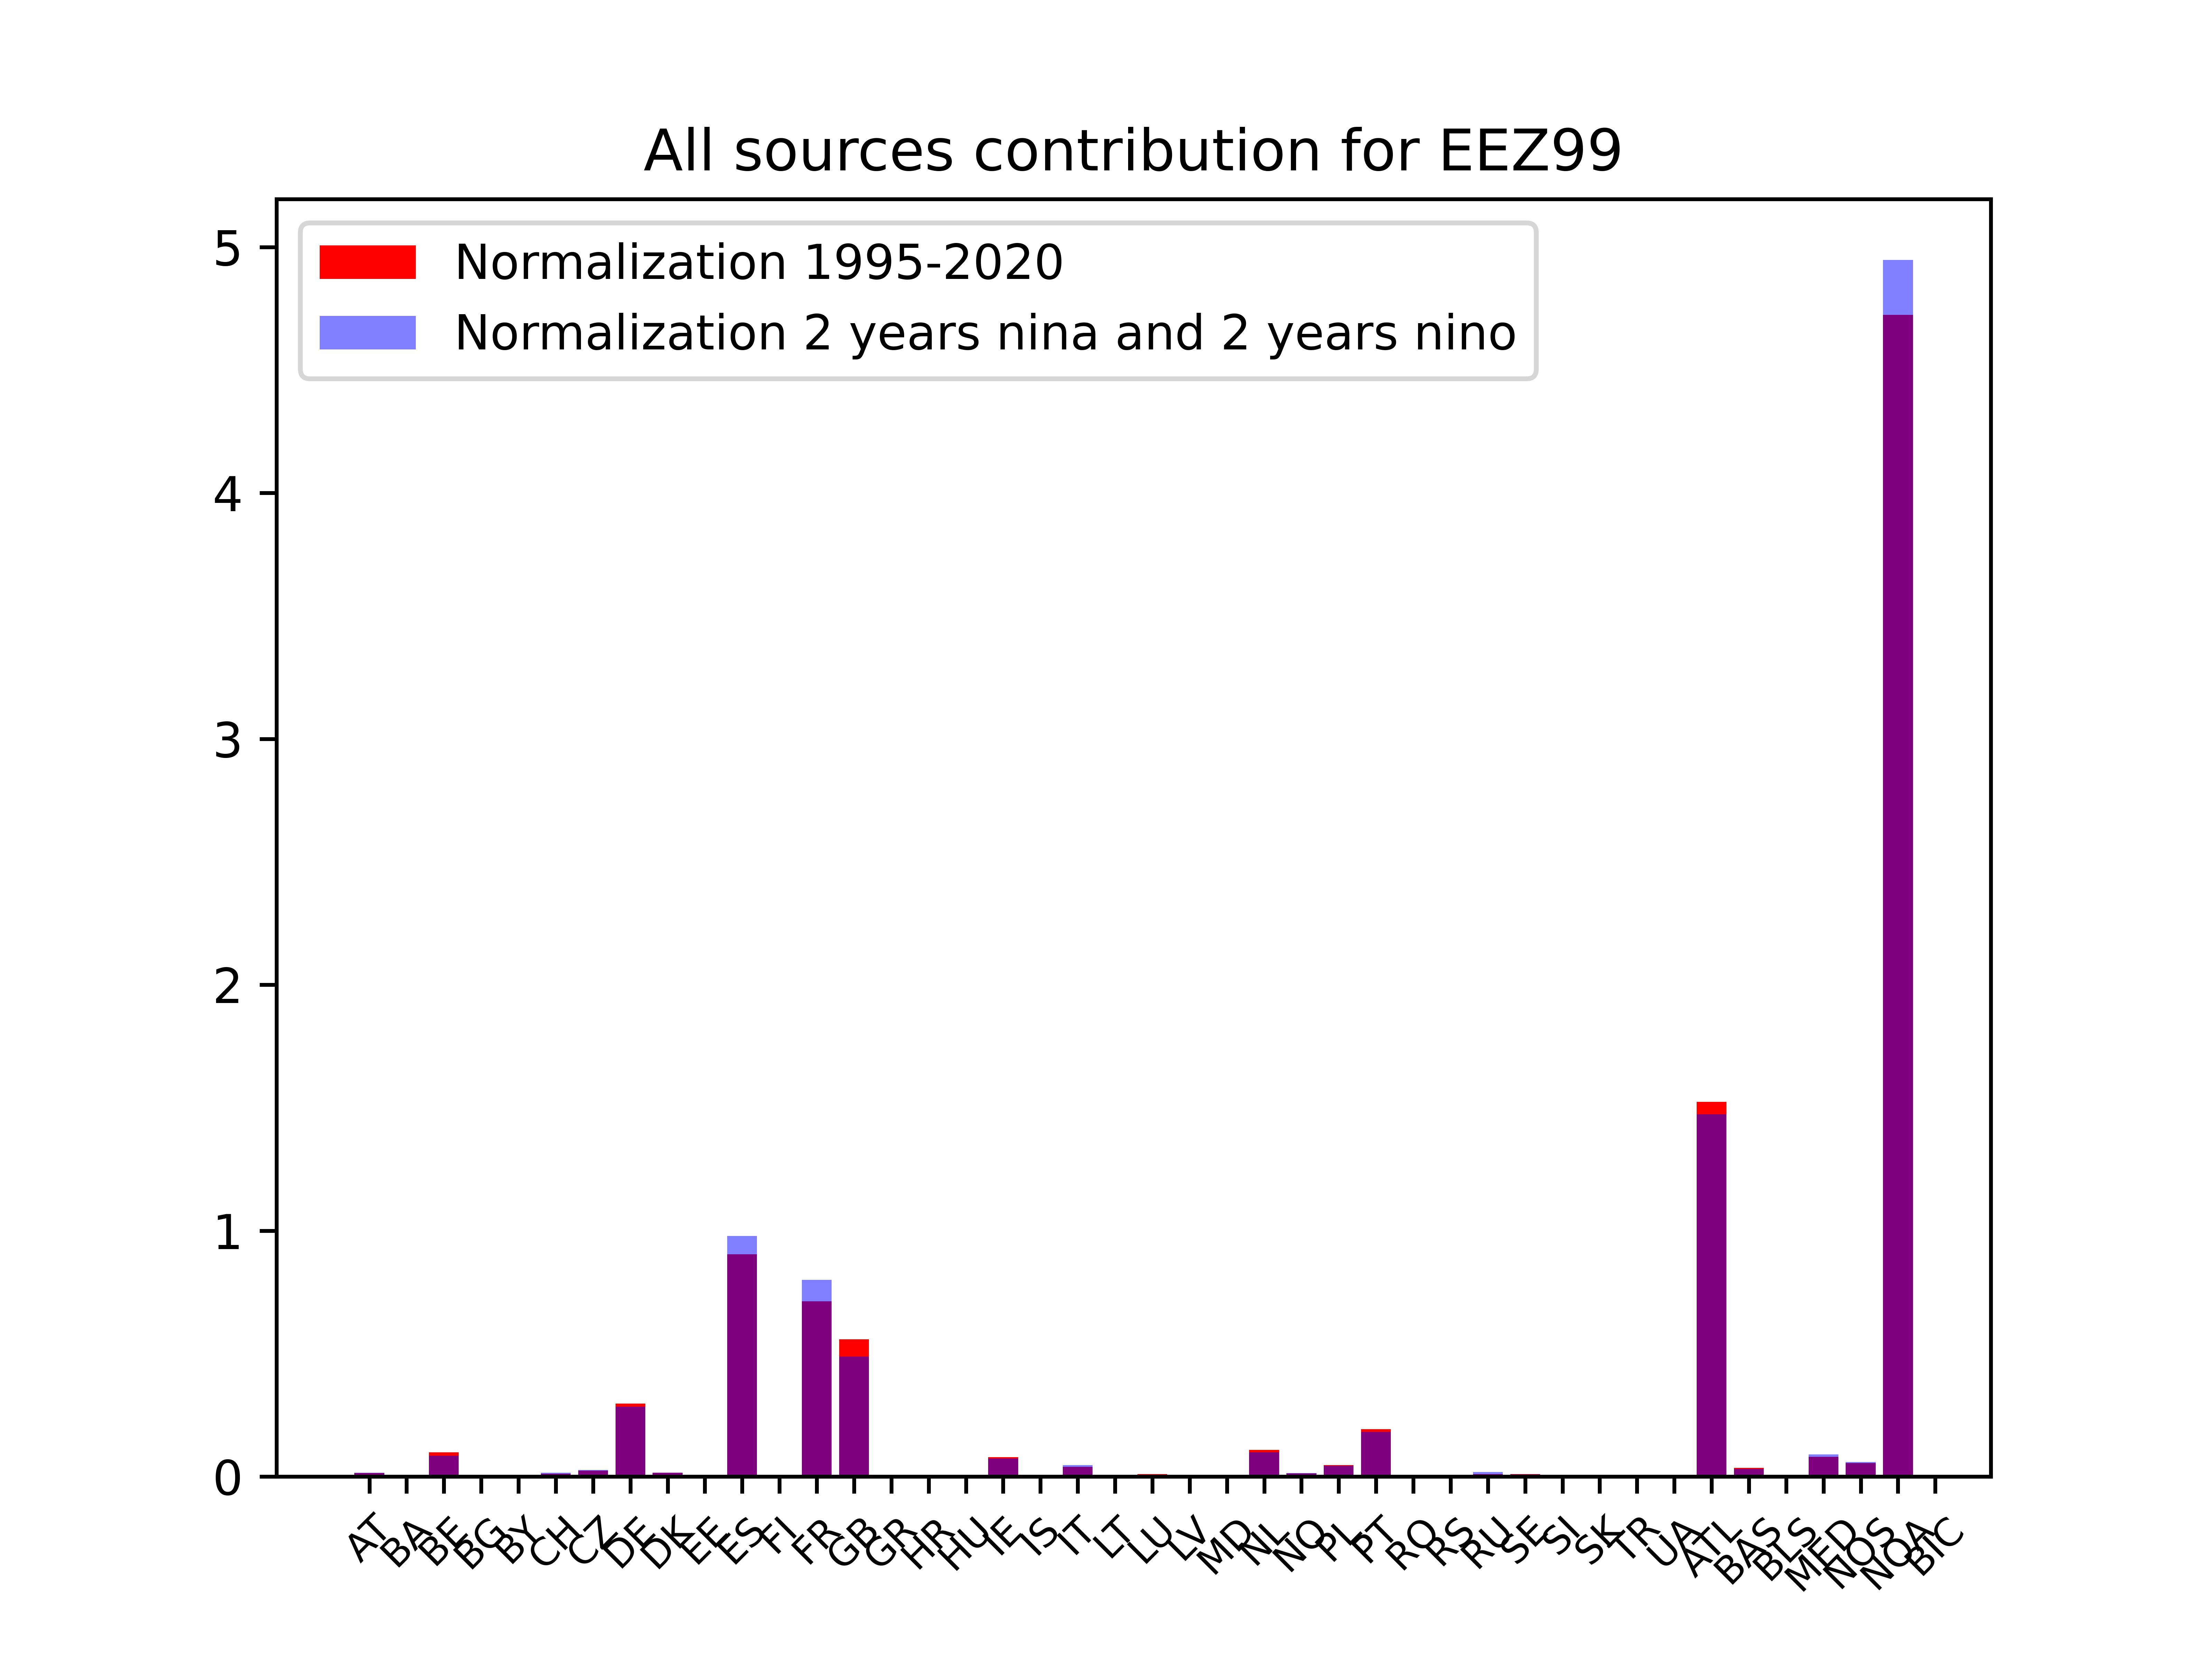 All sources contribution for EEZ99
Normalization 1995-2020
Normalization 2 years nina and 2 years nino
5
4
3
2
1
0
AT
BA
BE
BG
BY
CH
CZ
DE
DK
EE
ES
FI
FR
GB
GR
HR
HU
IE
IS
IT
LT
LU
LV
MD
NL
NO
PL
PT
RO
RS
RU
SE
SI
SK
TR
UA
ATL
BAS
BLS
MED
NOS
NOA
BIC